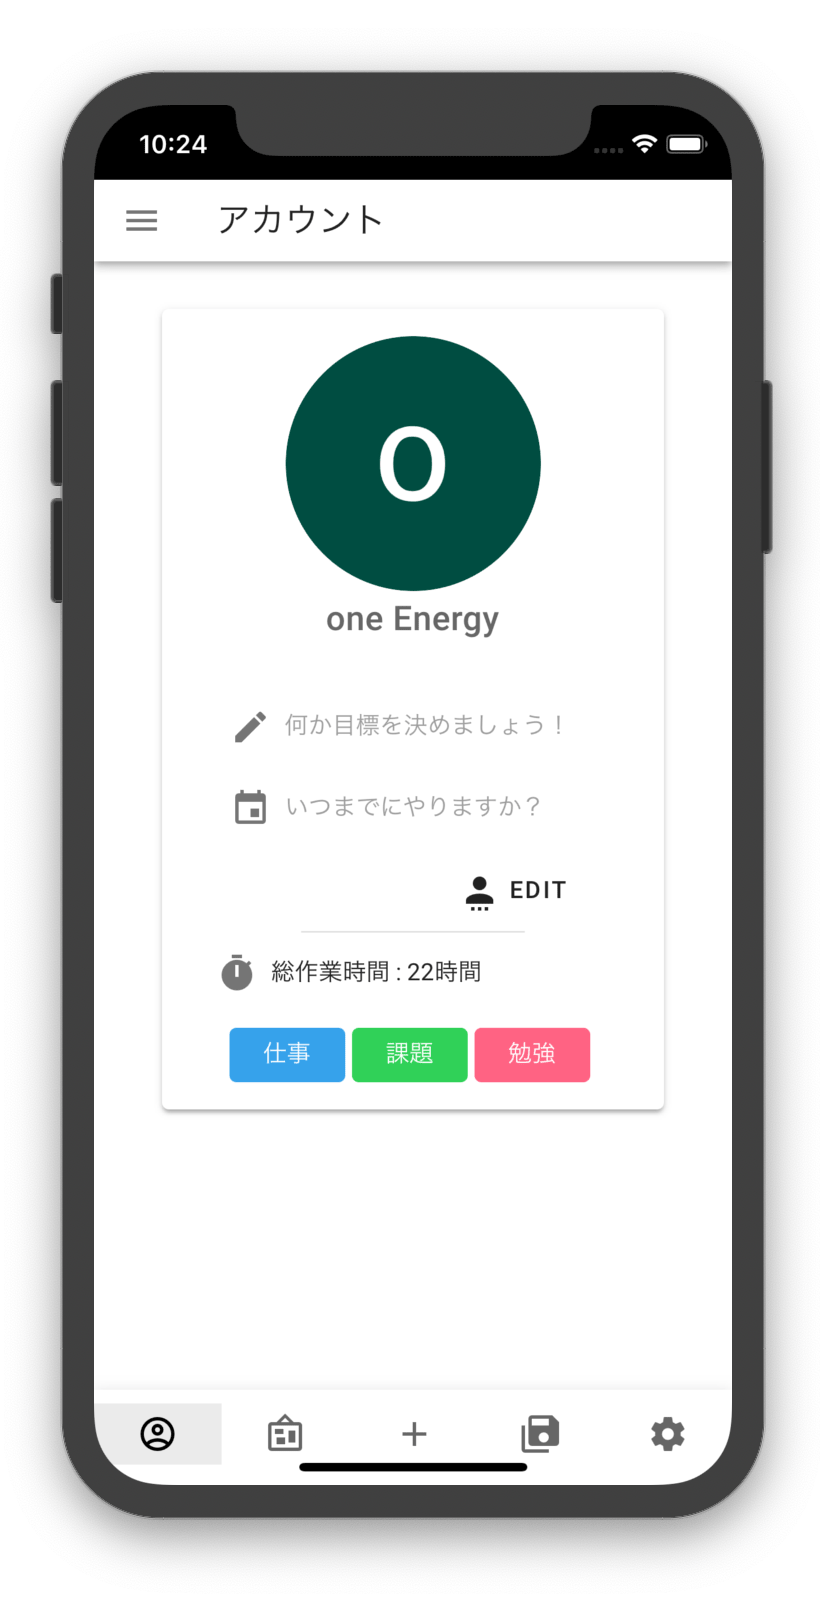 10:24
アカウント
O
one Energy
何か目標を決めましょう！
いつまでにやりますか？
EDIT
総作業時間 : 22時間
仕事 課題 勉強